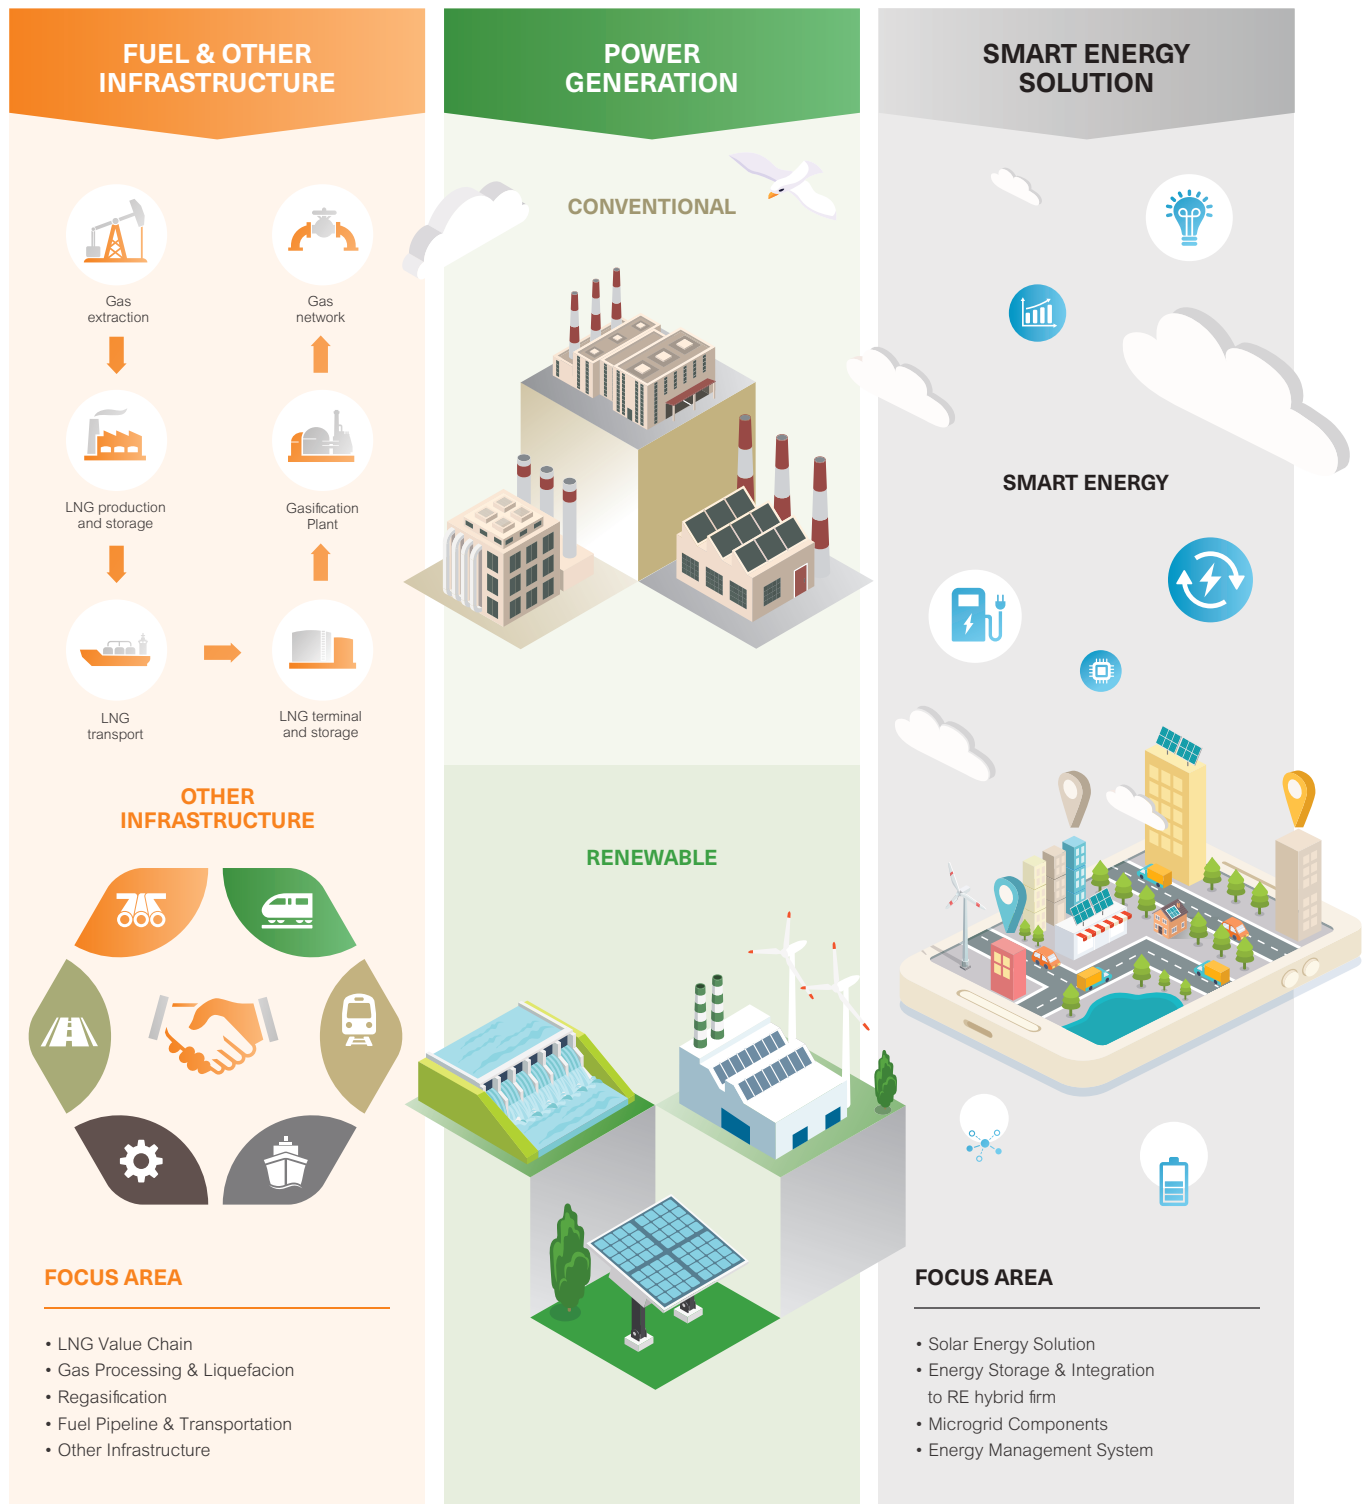 FUEL & OTHER
INFRASTRUCTURE
Gas
extraction
Gas
network
LNG production
and storage
Gasification
Plant
LNG
transport
LNG terminal
and storage
OTHER
INFRASTRUCTURE
FOCUS AREA
• LNG Value Chain
• Gas Processing & Liquefacion
• Regasification
• Fuel Pipeline & Transportation
• Other Infrastructure
POWER
GENERATION
CONVENTIONAL
RENEWABLE
SMART ENERGY
SOLUTION
SMART ENERGY
FOCUS AREA
• Solar Energy Solution
• Energy Storage & Integration
to RE hybrid firm
• Microgrid Components
• Energy Management System